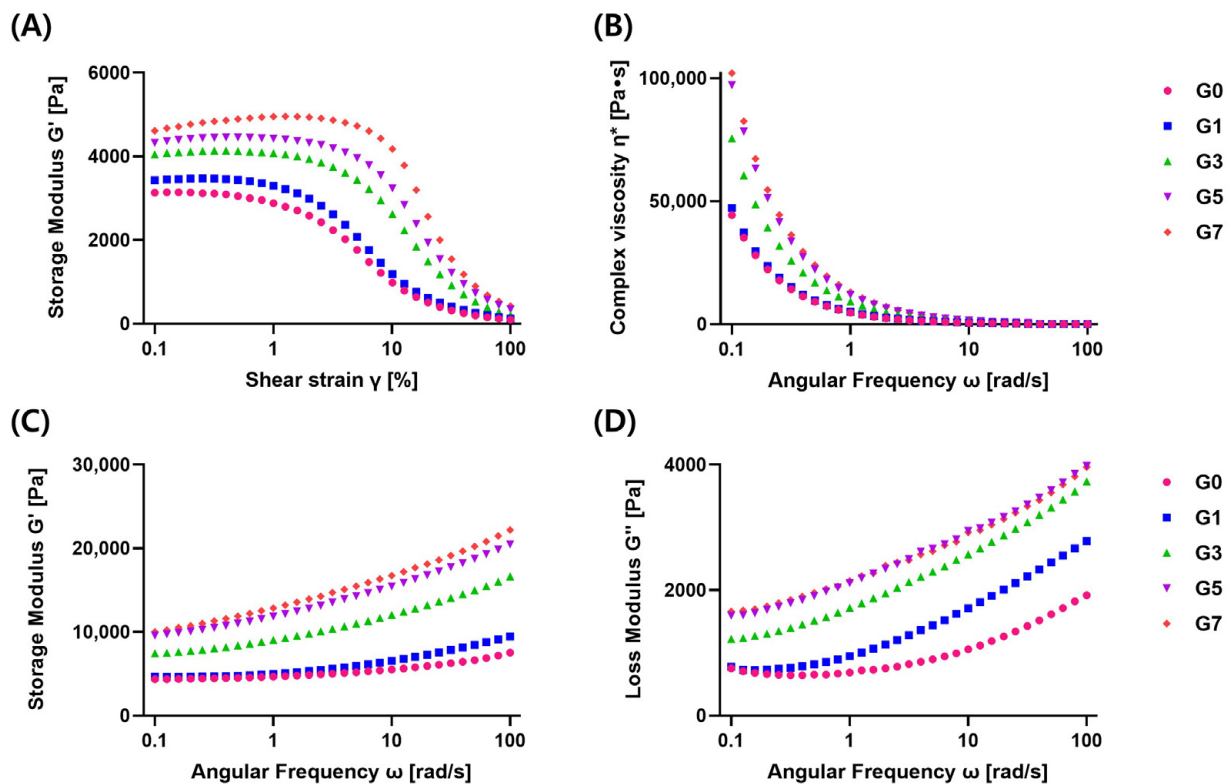 (A)
Storage Modulus G' [Pa]
6000
4000
2000
0
0.1 1 10 100
Shear strain γ [%]
(B)
Complex viscosity η* [Pa•s]
100,000
50,000
0
0.1 1 10 100
Angular Frequency ω [rad/s]
G0
G1
G3
G5
G7
(C)
Storage Modulus G' [Pa]
30,000
20,000
10,000
0
0.1 1 10 100
Angular Frequency ω [rad/s]
(D)
Loss Modulus G'' [Pa]
4000
2000
0
0.1 1 10 100
Angular Frequency ω [rad/s]
G0
G1
G3
G5
G7